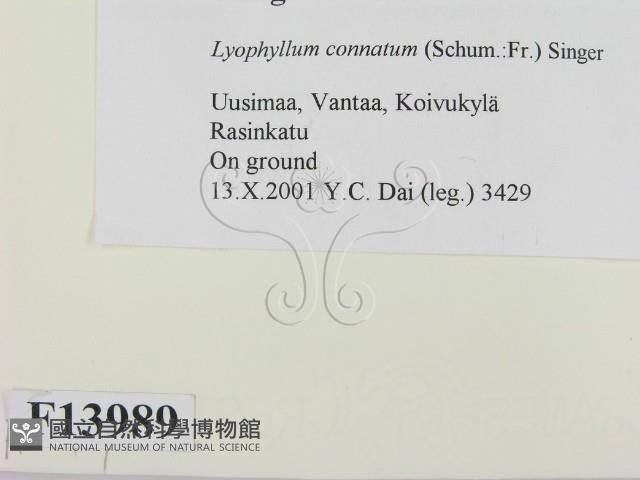 Lyophyllum connatum (Schum.:Fr.) Singer
Uusimaa, Vantaa, Koivukylä
Rasinkatu
On ground
13.X.2001 Y.C. Dai (leg.) 3429
F13989
國立自然科學博物館
NATIONAL MUSEUM OF NATURAL SCIENCE